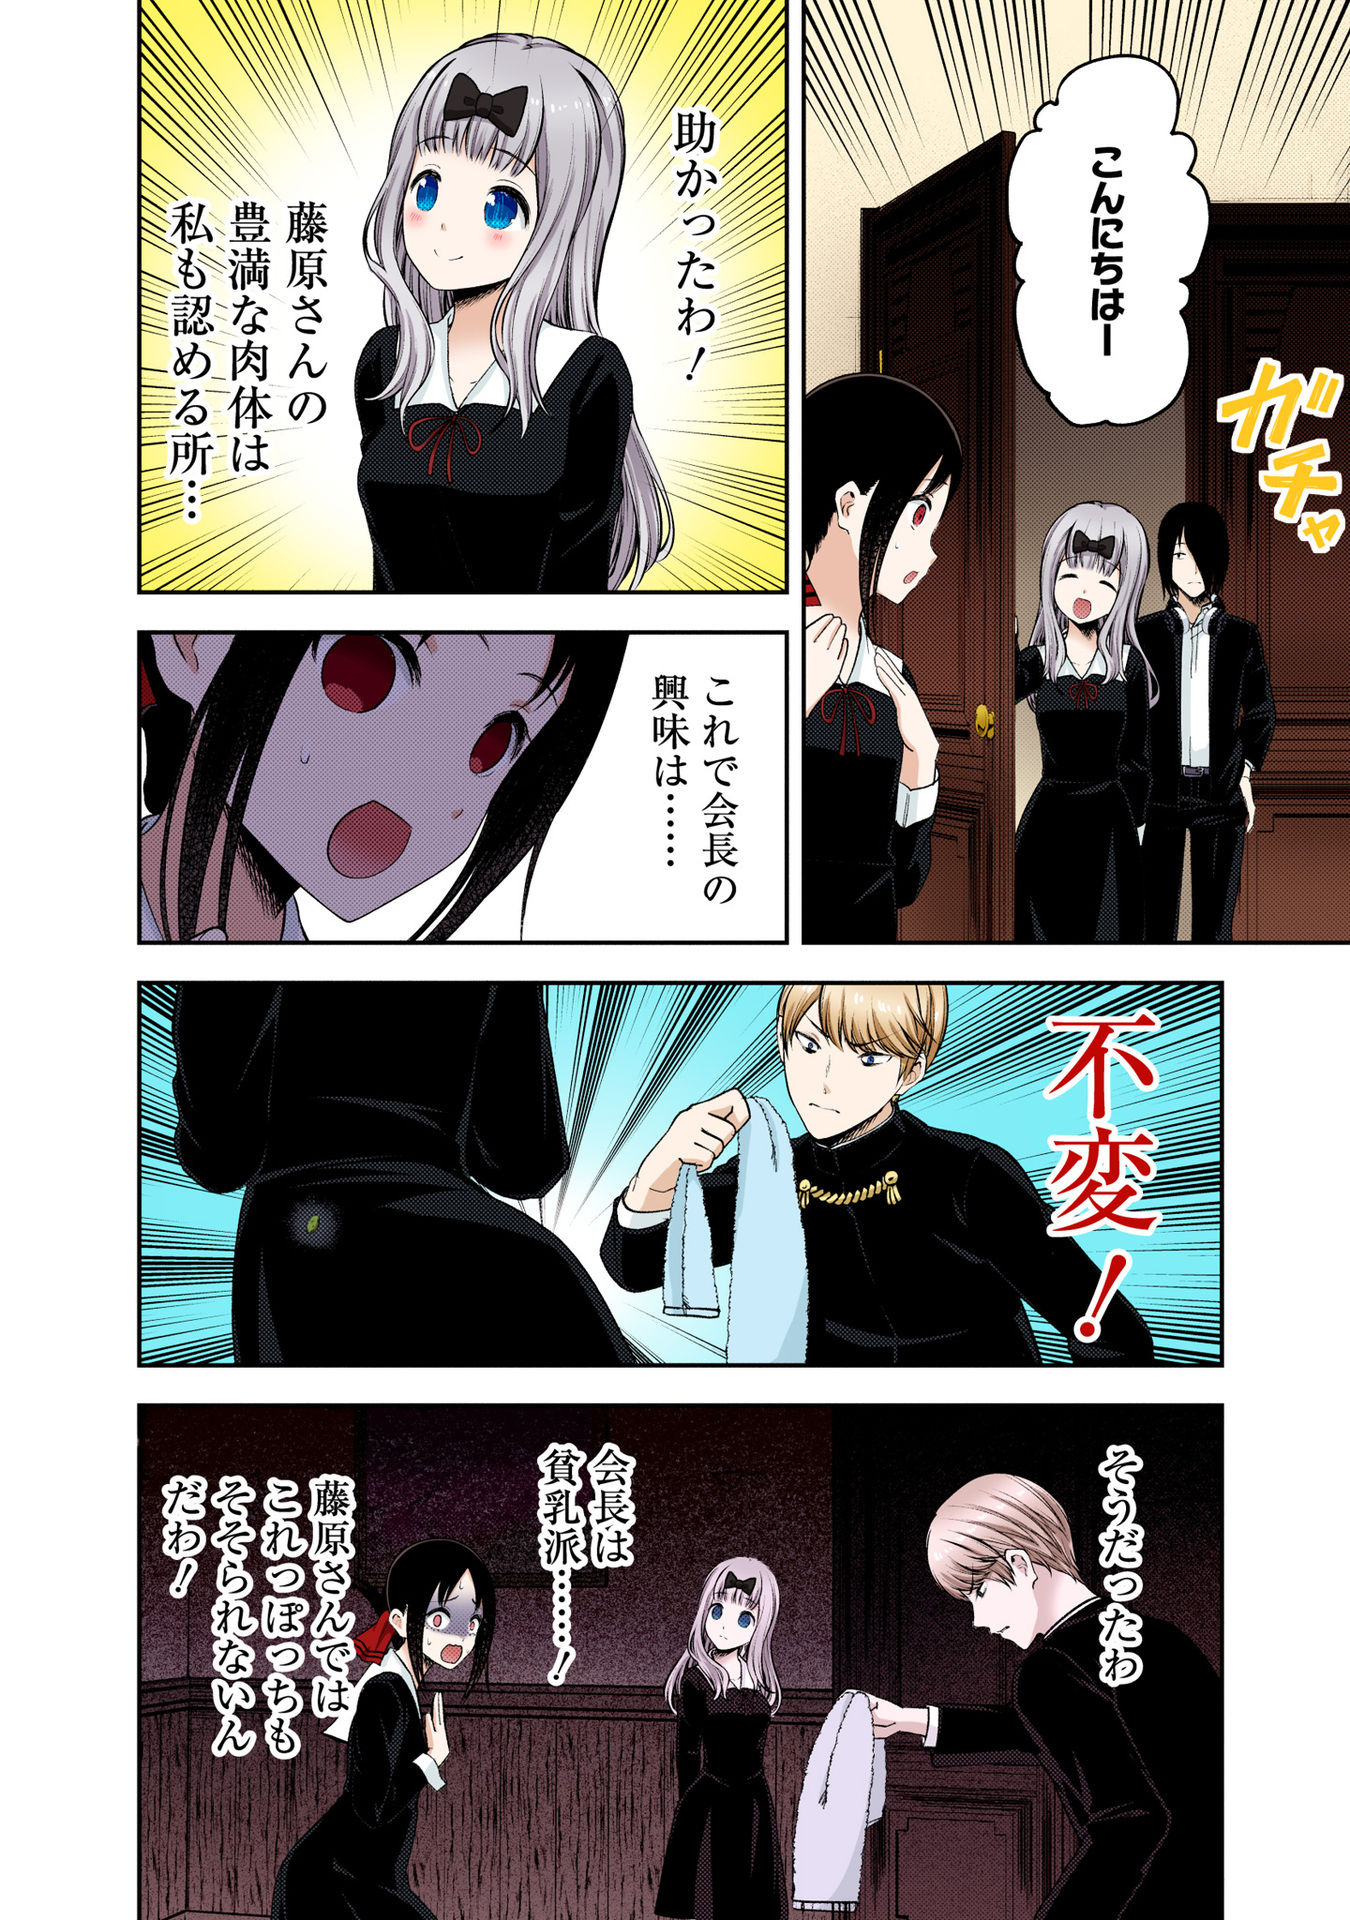 こんにちはー
ガチャ
助かったわ！
藤原さんの
豊満な肉体は
私も認める所…
これで会長の
興味は……
不変！
そうだったわ
会長は
貧乳派……！
藤原さんでは
これっぽっちも
そそられないん
だわ！